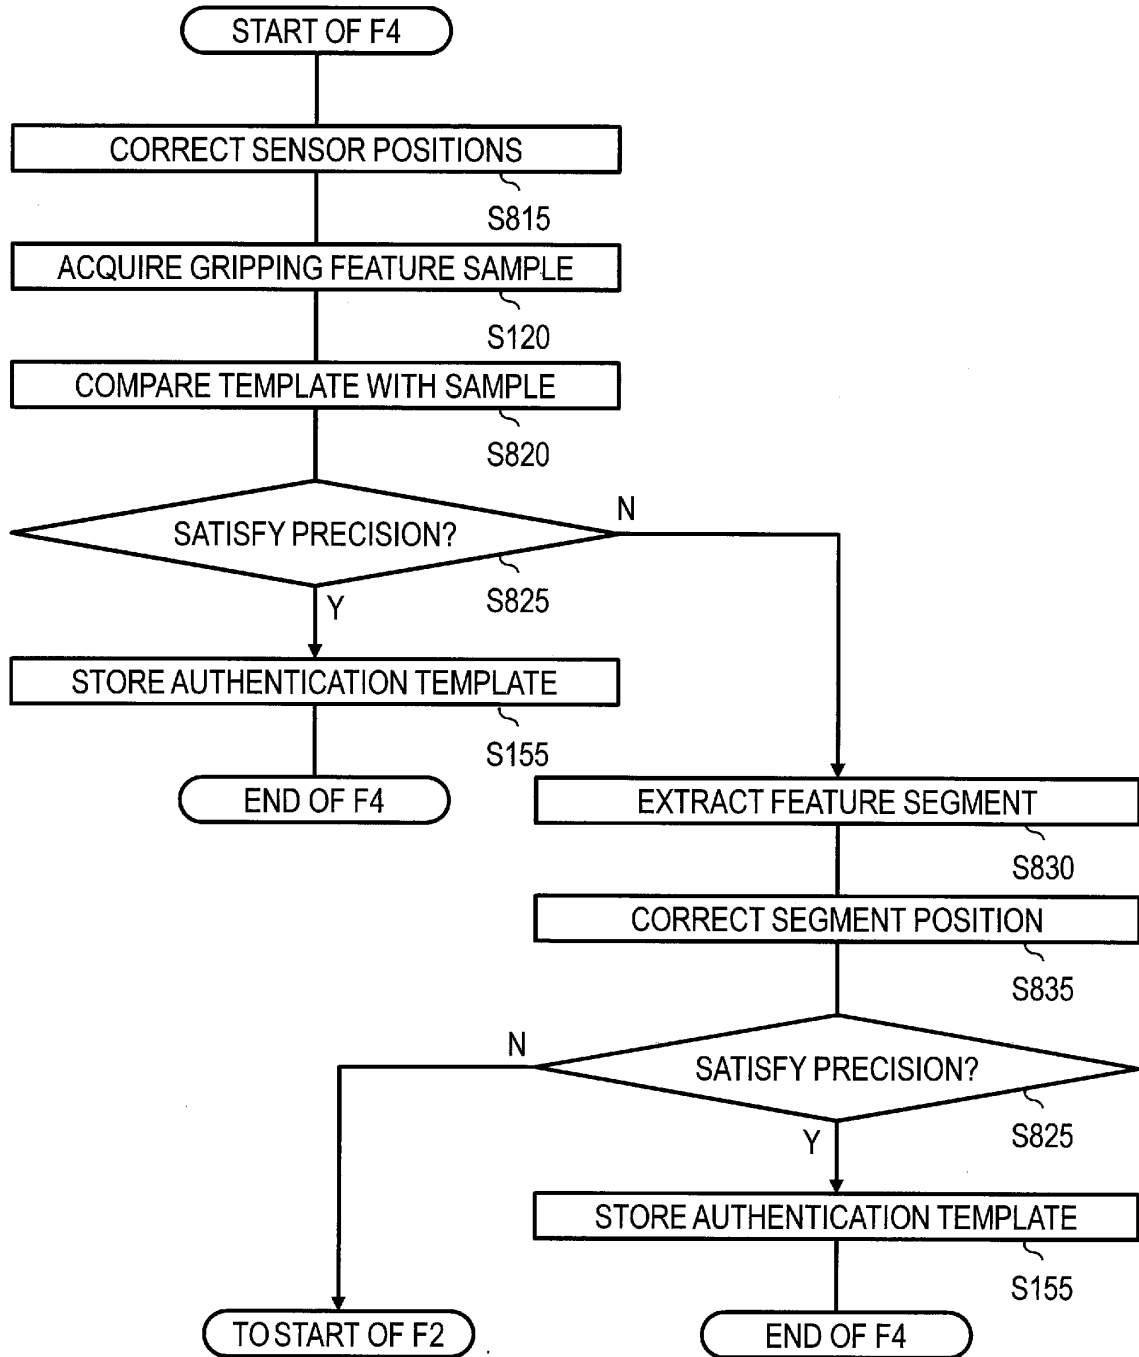 START OF F4
CORRECT SENSOR POSITIONS
S815
ACQUIRE GRIPPING FEATURE SAMPLE
S120
COMPARE TEMPLATE WITH SAMPLE
S820
SATISFY PRECISION?
N
S825
Y
STORE AUTHENTICATION TEMPLATE
S155
END OF F4
EXTRACT FEATURE SEGMENT
S830
CORRECT SEGMENT POSITION
S835
N
SATISFY PRECISION?
S825
Y
STORE AUTHENTICATION TEMPLATE
S155
TO START OF F2
END OF F4